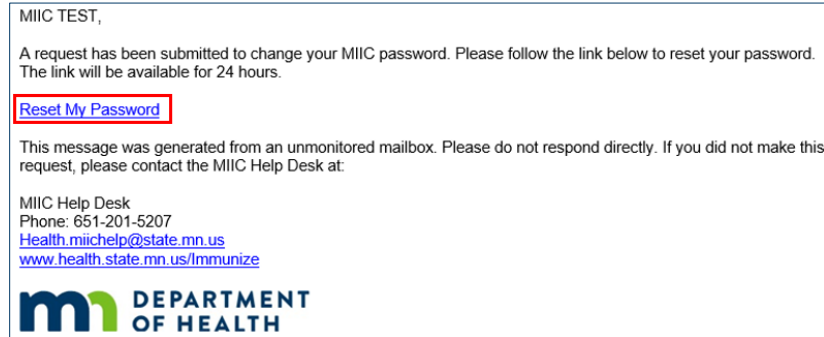 MIIC TEST,
A request has been submitted to change your MIIC password. Please follow the link below to reset your password.
The link will be available for 24 hours.
Reset My Password
This message was generated from an unmonitored mailbox. Please do not respond directly. If you did not make this
request, please contact the MIIC Help Desk at:
MIIC Help Desk
Phone: 651-201-5207
Health.miichelp@state.mn.us
www.health.state.mn.us/Immunize
mn DEPARTMENT
OF HEALTH